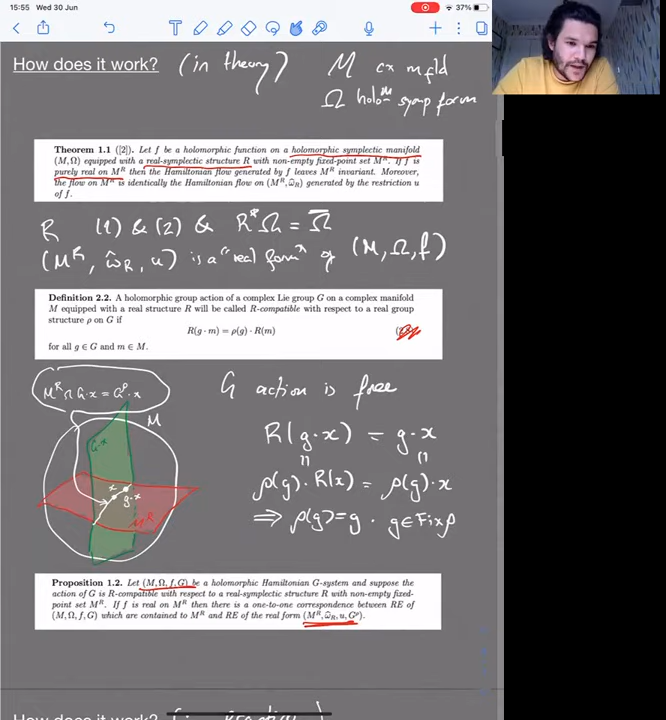 15:55 Wed 30 Jun
37%
How does it work? (in theory) M cx mfld
Ω holo^m symp form
Theorem 1.1 ([2]). Let f be a holomorphic function on a holomorphic symplectic manifold
(M, Ω) equipped with a real-symplectic structure R with non-empty fixed-point set M^R. If f is
purely real on M^R then the Hamiltonian flow generated by f leaves M^R invariant. Moreover,
the flow on M^R is identically the Hamiltonian flow on (M^R, ω̂_R) generated by the restriction u
of f.
R (1) & (2) & R*Ω = Ω̄
(M^R, ω̂_R, u) is a "real form" of (M, Ω, f)
Definition 2.2. A holomorphic group action of a complex Lie group G on a complex manifold
M equipped with a real structure R will be called R-compatible with respect to a real group
structure ρ on G if
R(g · m) = ρ(g) · R(m)
for all g ∈ G and m ∈ M.
M^R ∩ G·x = G^ρ·x
G action is free
M
G·x
x
g·x
M^R
R(g·x) = g·x
ρ(g)·R(x) = ρ(g)·x
⇒ ρ(g)=g · g∈Fixρ
Proposition 1.2. Let (M, Ω, f, G) be a holomorphic Hamiltonian G-system and suppose the
action of G is R-compatible with respect to a real-symplectic structure R with non-empty fixed-
point set M^R. If f is real on M^R then there is a one-to-one correspondence between RE of
(M, Ω, f, G) which are contained to M^R and RE of the real form (M^R, ω̂_R, u, G^ρ).
How does it work?